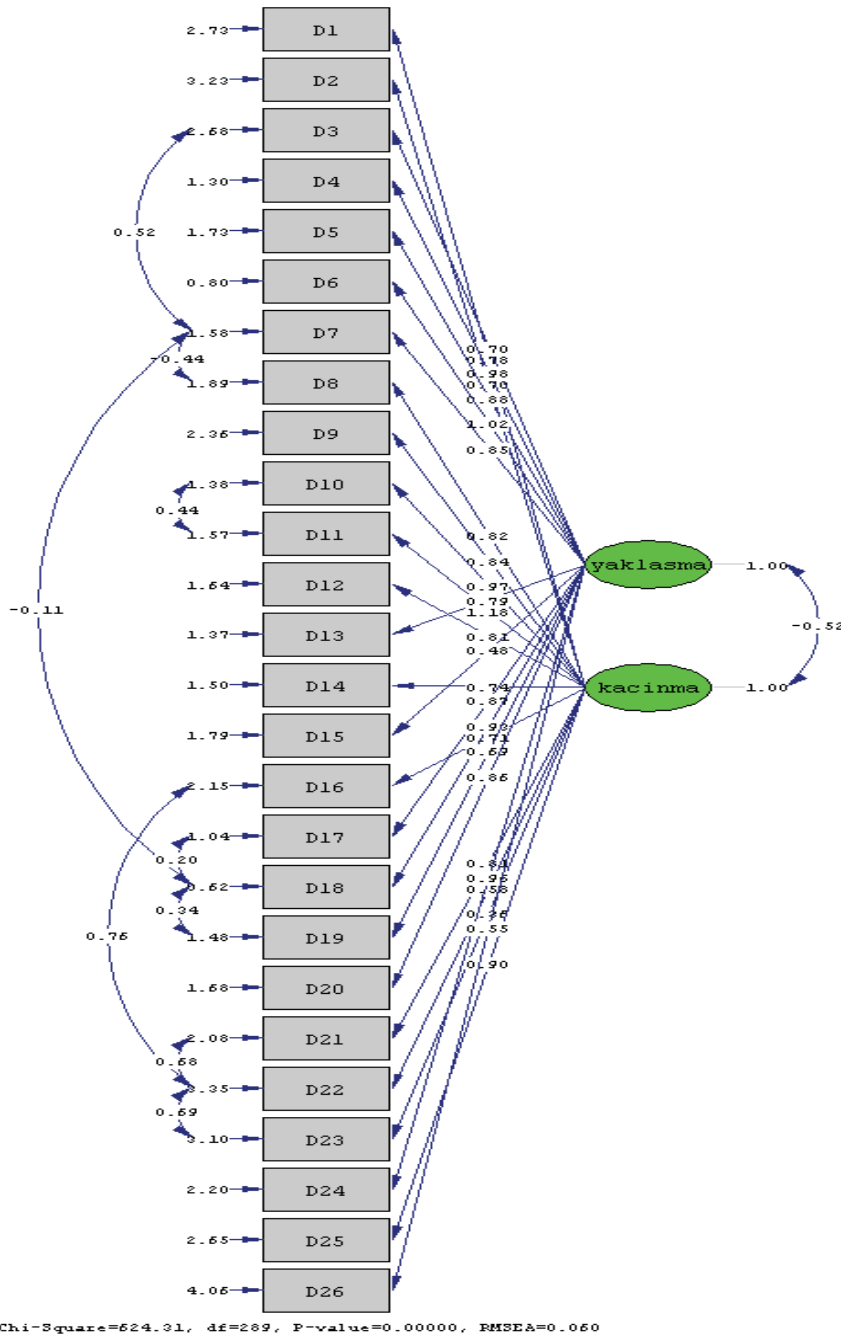 2.73 D1
3.23 D2
2.68 D3
1.30 D4
0.52 1.73 D5
0.80 D6
1.58 D7
0.70
0.78
-0.44
0.98
1.89 D8
0.88
1.02
2.36 D9
0.85
1.38 D10
0.44
1.57 D11
0.82
0.84
yaklasma 1.00
1.64 D12
0.97
0.79
-0.11
1.18
-0.52
1.37 D13
0.81
0.48
1.50 D14
0.74
kacinma 1.00
0.87
0.93
1.79 D15
0.71
0.69
0.86
2.15 D16
1.04 D17
0.20
0.84
0.96
0.62 D18
0.58
0.34
0.36
0.55
0.76 1.48 D19
0.90
1.68 D20
2.08 D21
0.68
3.35 D22
0.69
3.10 D23
2.20 D24
2.65 D25
4.06 D26
Chi-Square=624.31, df=289, P-value=0.00000, RMSEA=0.060